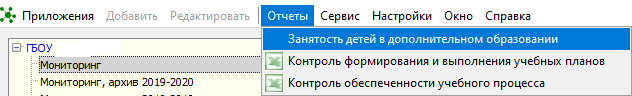 Приложения Добавить Редактировать Отчеты Сервис Настройки Окно Справка
ГБОУ
Мониторинг
Мониторинг, архив 2019-2020
Занятость детей в дополнительном образовании
Контроль формирования и выполнения учебных планов
Контроль обеспеченности учебного процесса